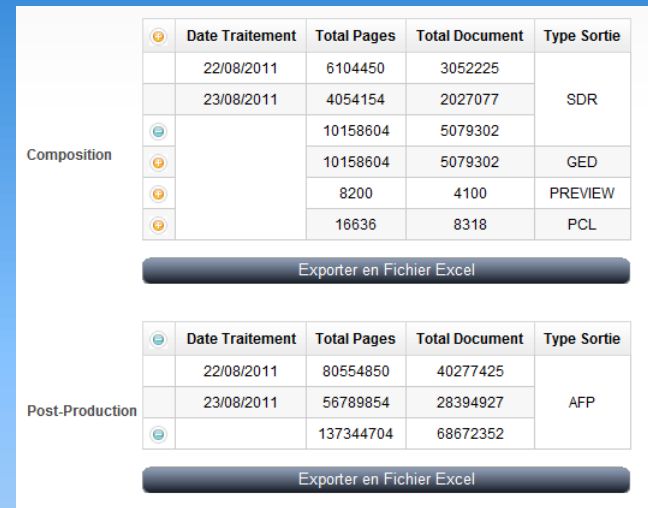 Date Traitement Total Pages Total Document Type Sortie
22/08/2011 6104450 3052225
23/08/2011 4054154 2027077 SDR
10158604 5079302
Composition
10158604 5079302 GED
8200 4100 PREVIEW
16636 8318 PCL
Exporter en Fichier Excel
Date Traitement Total Pages Total Document Type Sortie
22/08/2011 80554850 40277425
Post-Production
23/08/2011 56789854 28394927 AFP
137344704 68672352
Exporter en Fichier Excel